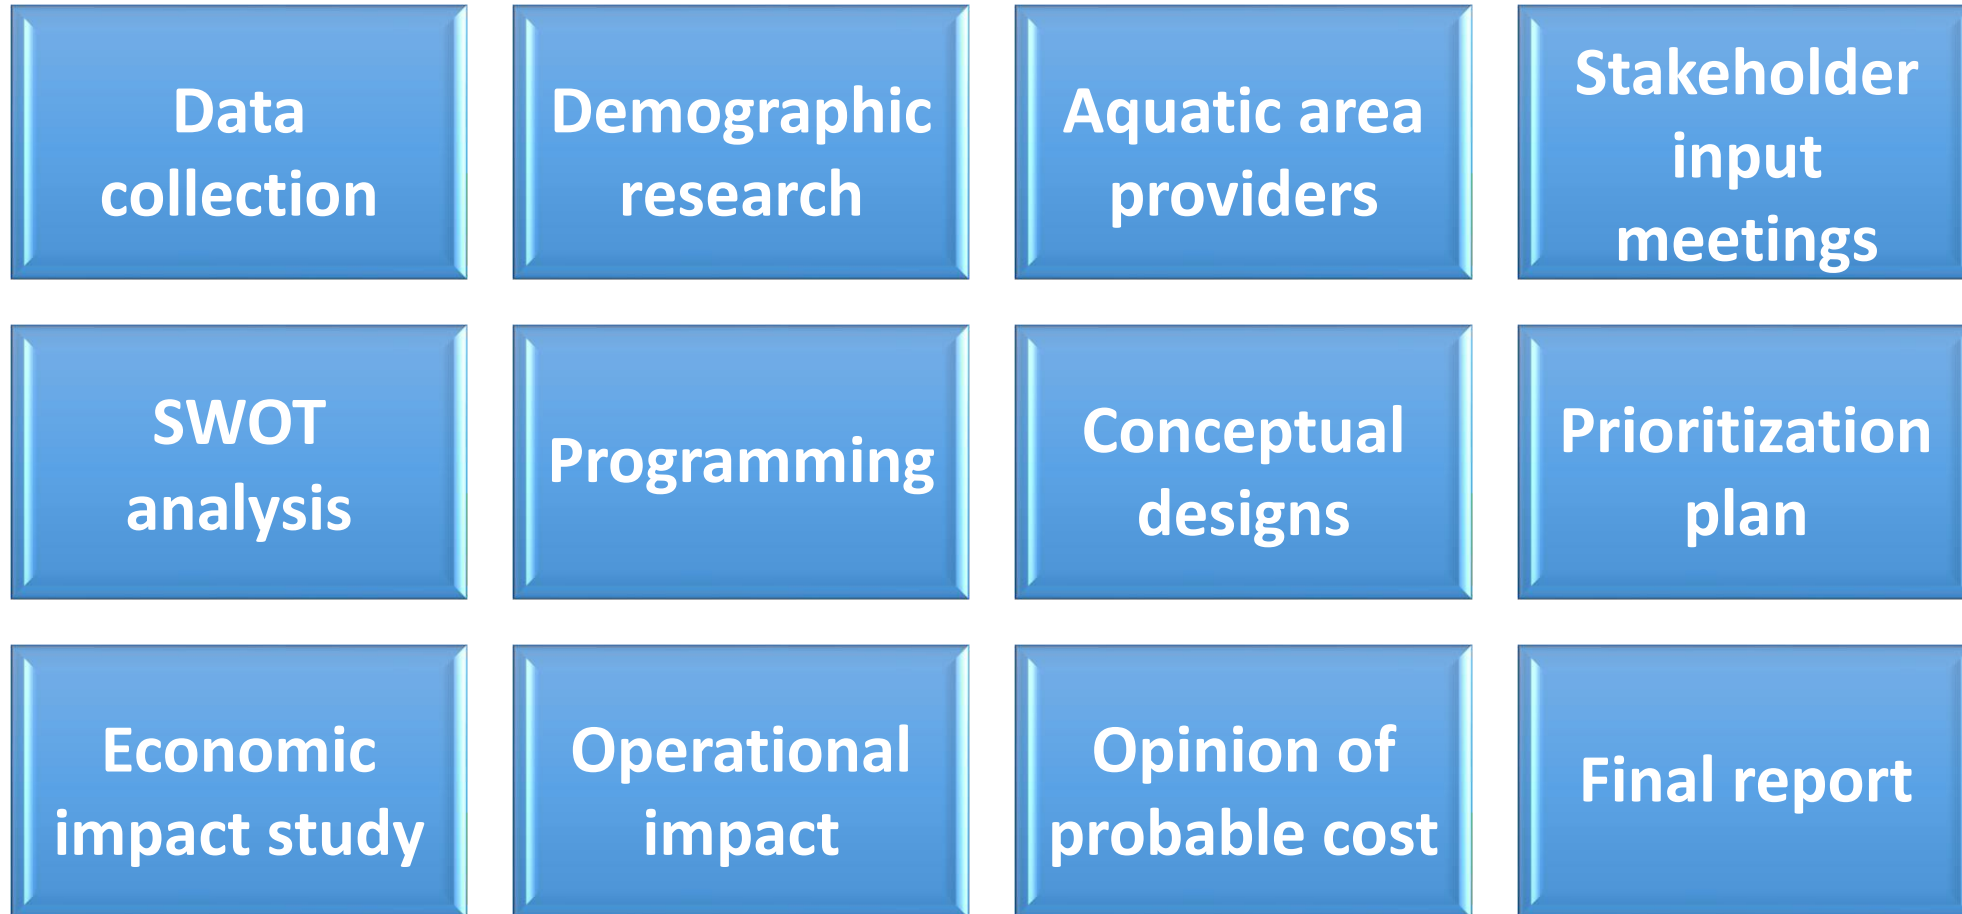 Data
collection
Demographic
research
Aquatic area
providers
Stakeholder
input
meetings
SWOT
analysis
Programming
Conceptual
designs
Prioritization
plan
Economic
impact study
Operational
impact
Opinion of
probable cost
Final report